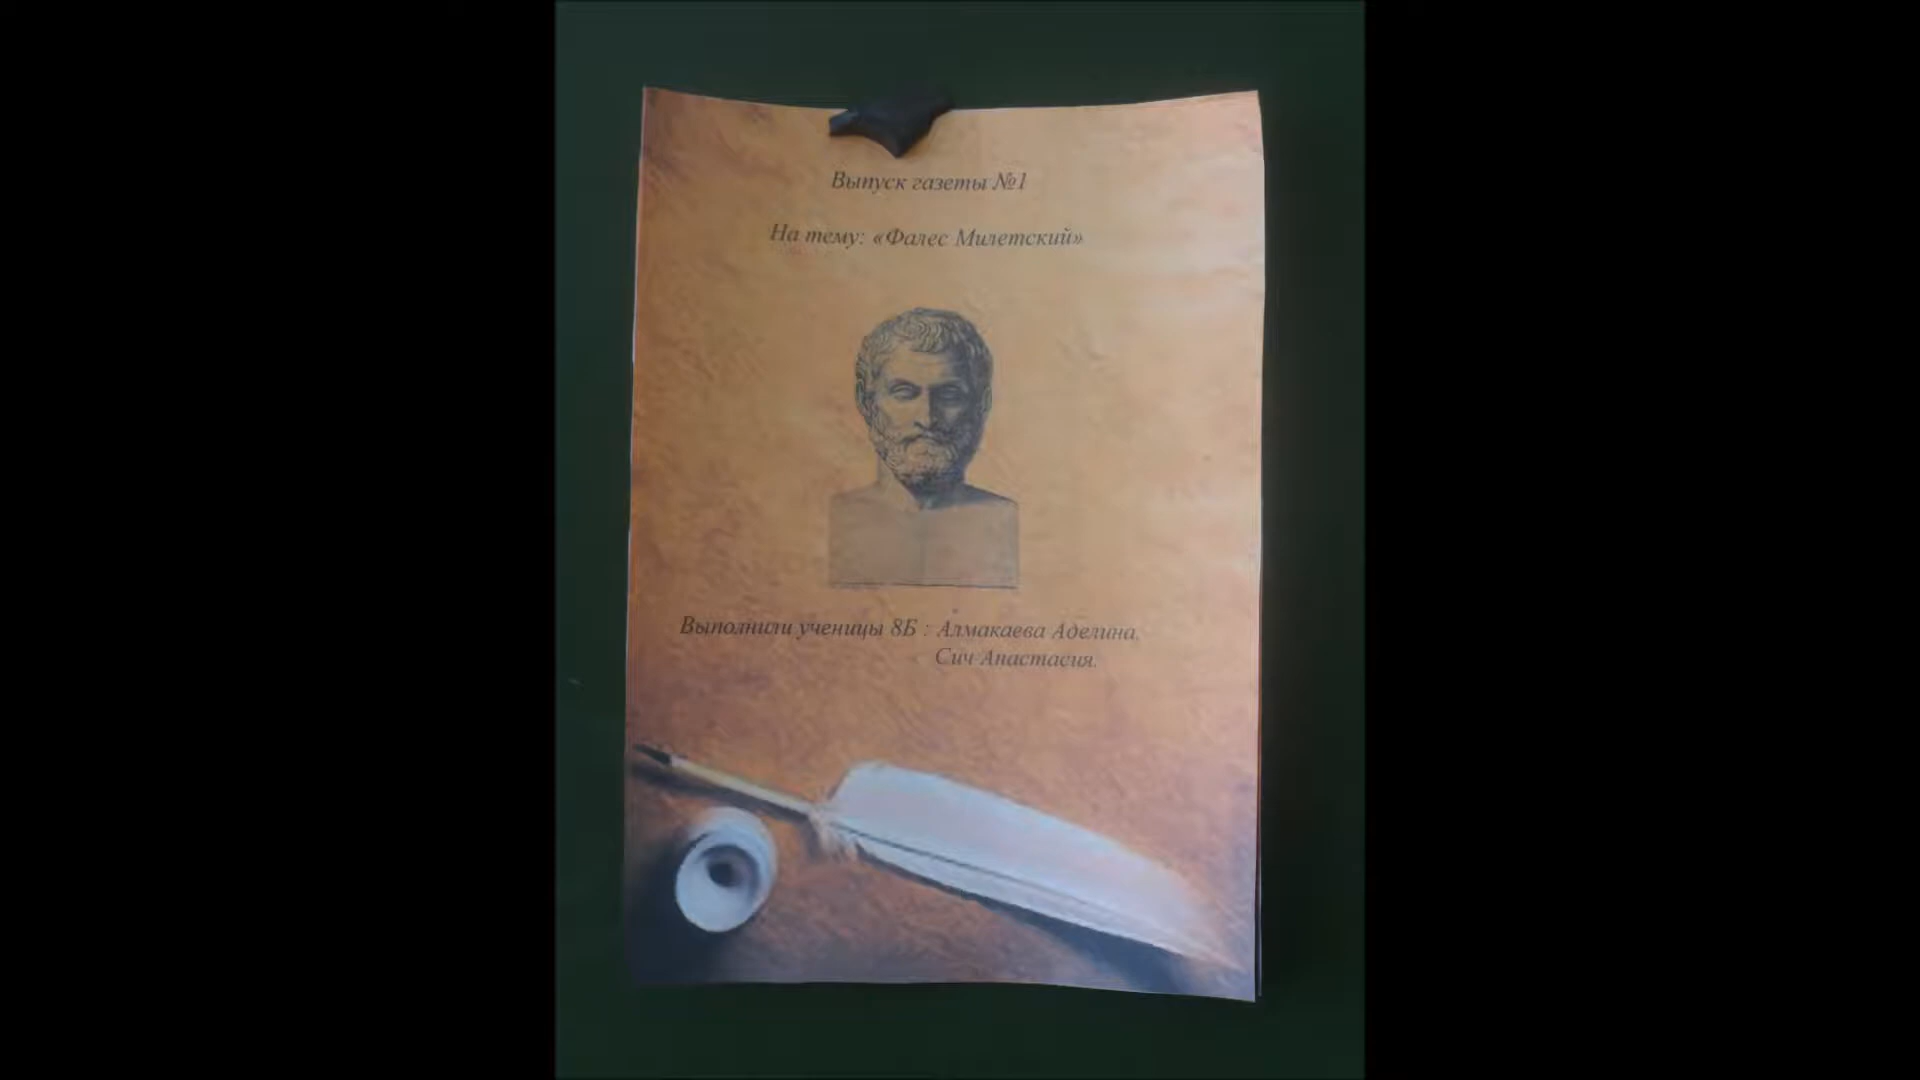 Выпуск газеты №1
На тему: «Фалес Милетский»
Выполнили ученицы 8Б : Алмакаева Аделина,
Сич Анастасия.